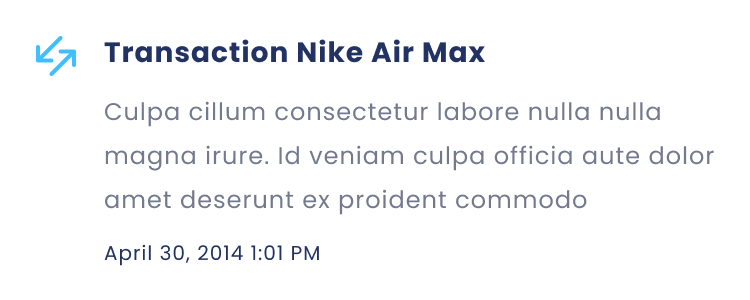 Transaction Nike Air Max
Culpa cillum consectetur labore nulla nulla
magna irure. Id veniam culpa officia aute dolor
amet deserunt ex proident commodo
April 30, 2014 1:01 PM